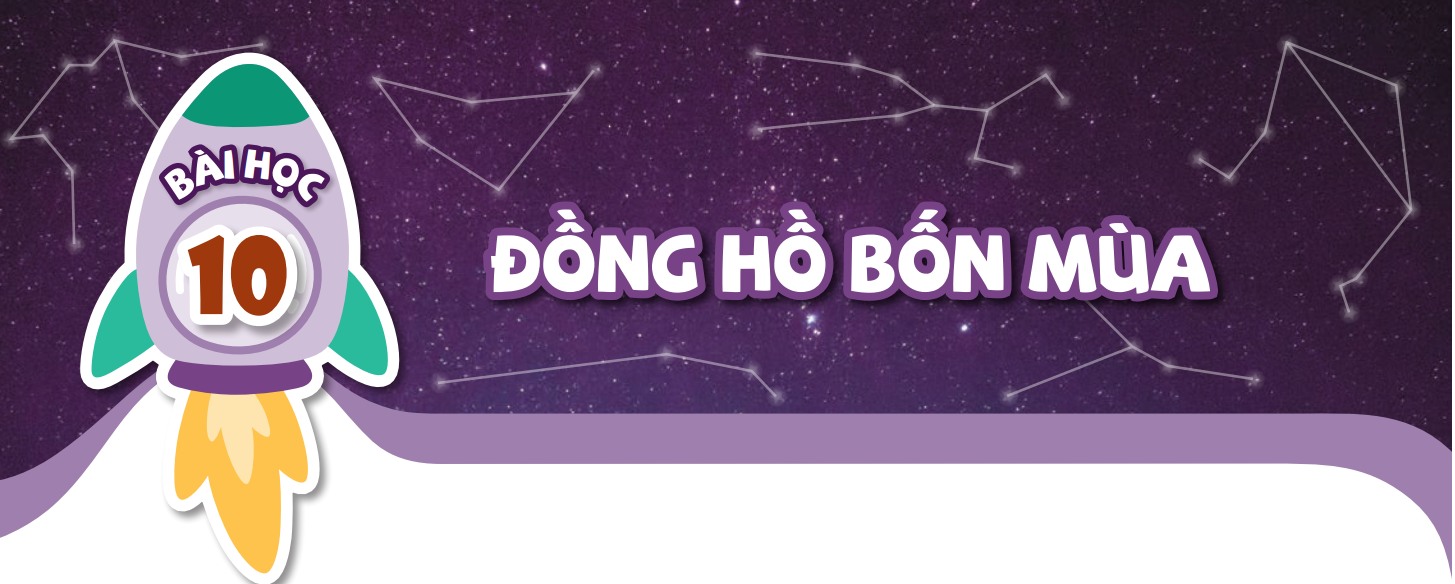 BÀI HỌC
10
ĐỒNG HỒ BỐN MÙA